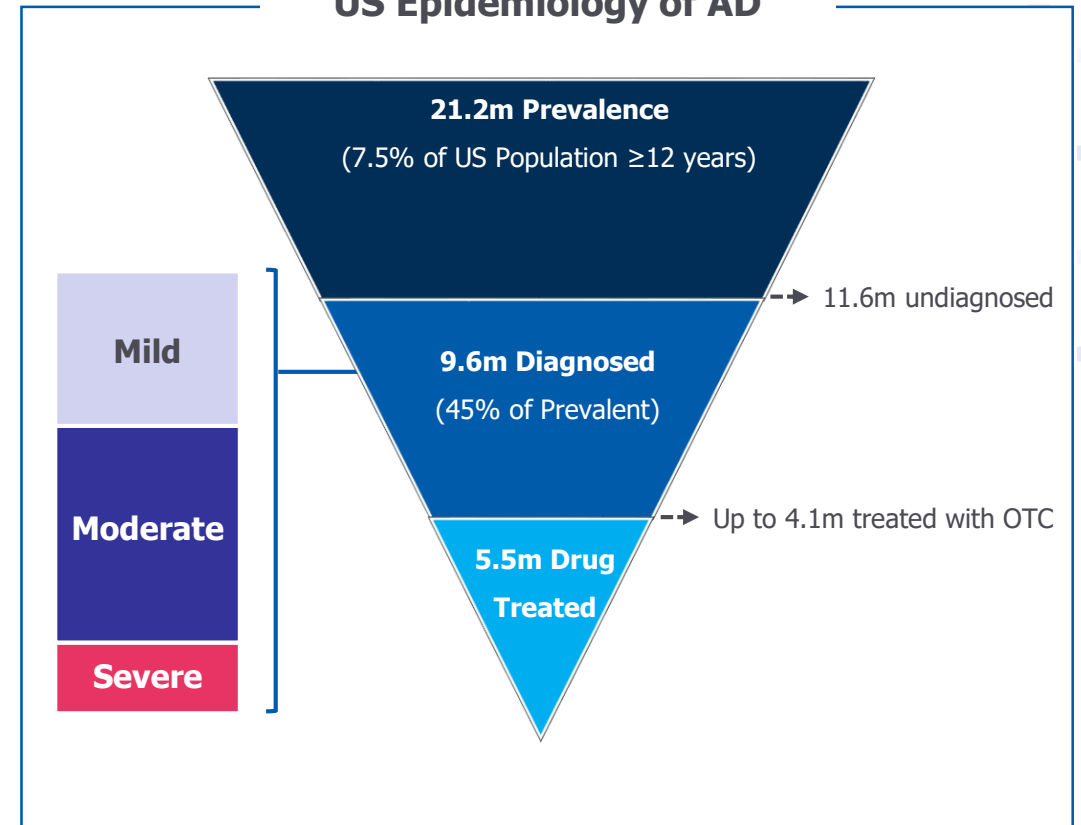 US Epidemiology of AD
21.2m Prevalence
(7.5% of US Population ≥12 years)
11.6m undiagnosed
Mild
9.6m Diagnosed
(45% of Prevalent)
Moderate
Up to 4.1m treated with OTC
5.5m Drug
Treated
Severe